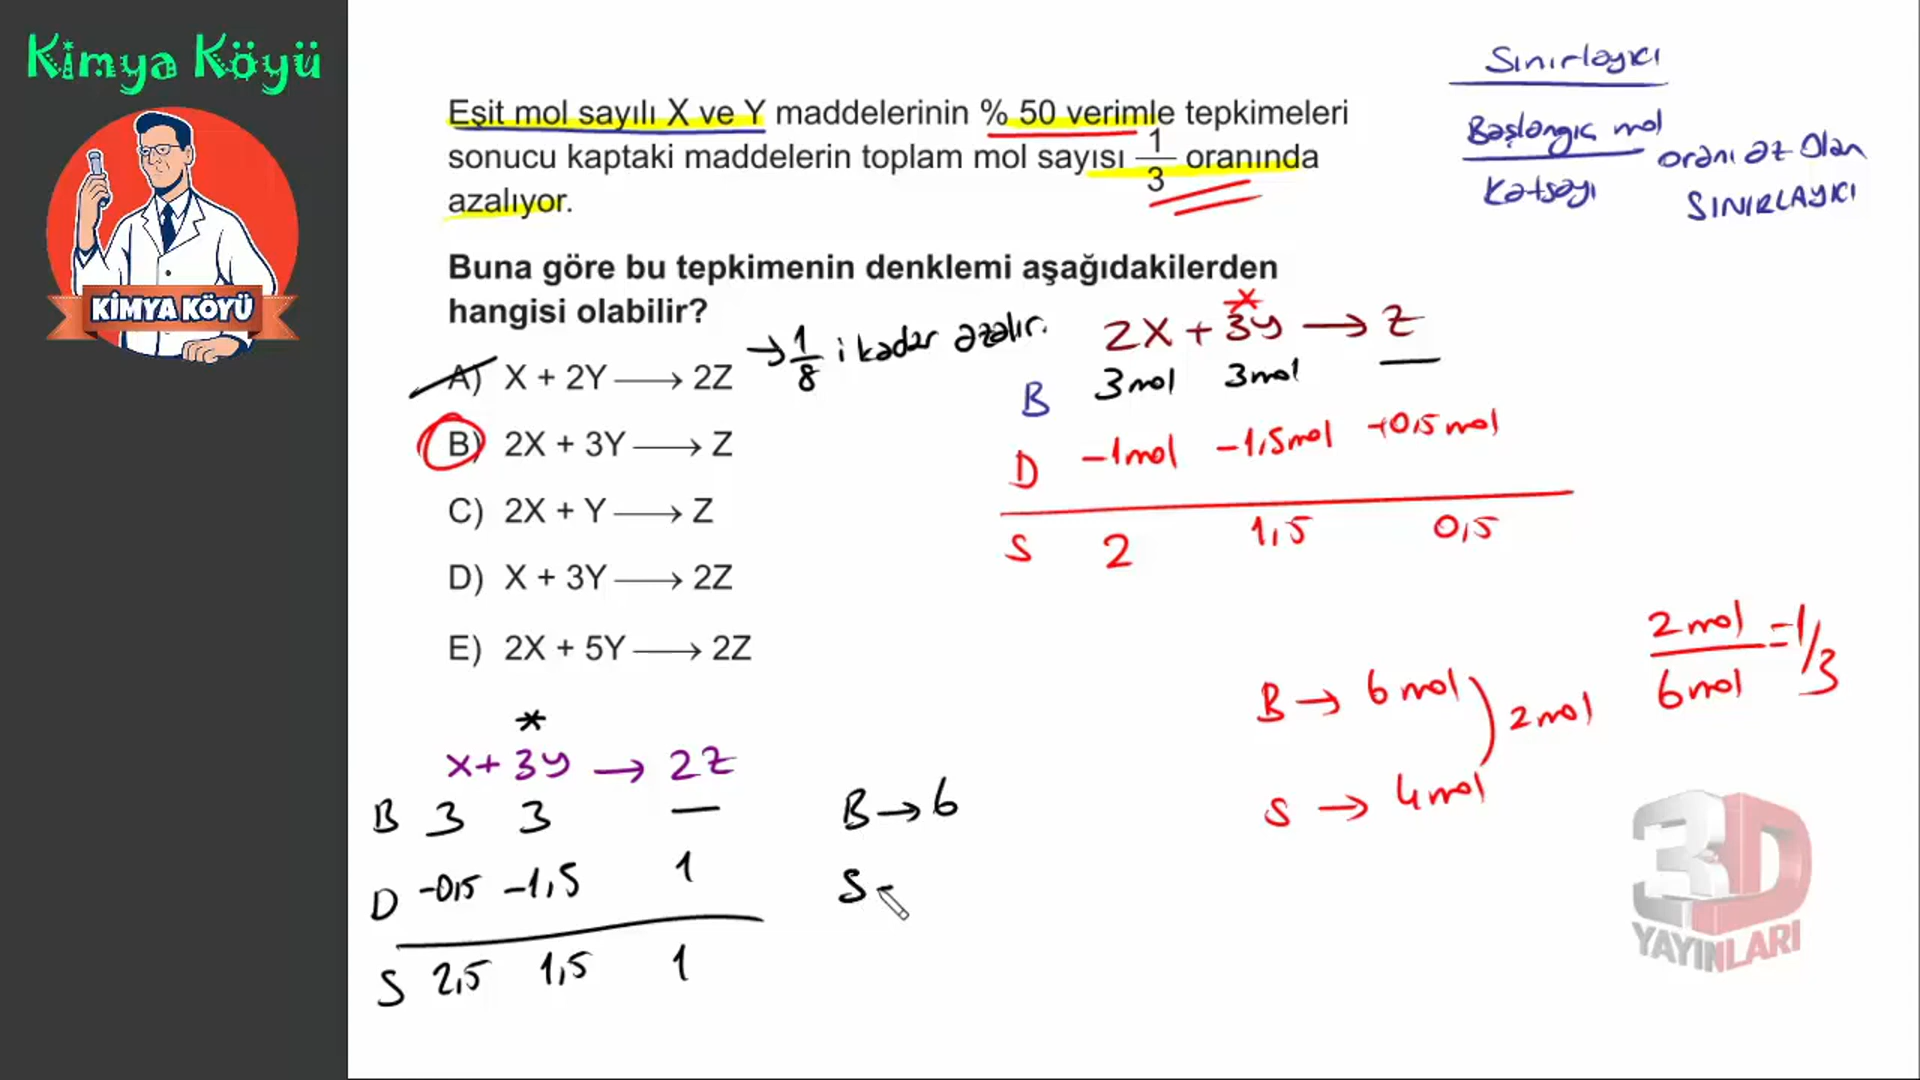 Kimya Köyü
KİMYA KÖYÜ
Eşit mol sayılı X ve Y maddelerinin % 50 verimle tepkimeleri
sonucu kaptaki maddelerin toplam mol sayısı 1/3 oranında
azalıyor.
Buna göre bu tepkimenin denklemi aşağıdakilerden
hangisi olabilir?
A) X + 2Y ⟶ 2Z → 1/8 i kadar azalır.
B) 2X + 3Y ⟶ Z
C) 2X + Y ⟶ Z
D) X + 3Y ⟶ 2Z
E) 2X + 5Y ⟶ 2Z
Sınırlayıcı
Başlangıç mol
Katsayı
oranı az olan
SINIRLAYICI
*
2X + 3Y → Z
B 3mol 3mol —
D -1mol -1,5mol +0,5mol
S 2 1,5 0,5
B → 6mol
S → 4mol
2mol
2mol/6mol = 1/3
*
X + 3Y → 2Z
B 3 3 —
D -0,5 -1,5 1
S 2,5 1,5 1
B → 6
S -
3D
YAYINLARI